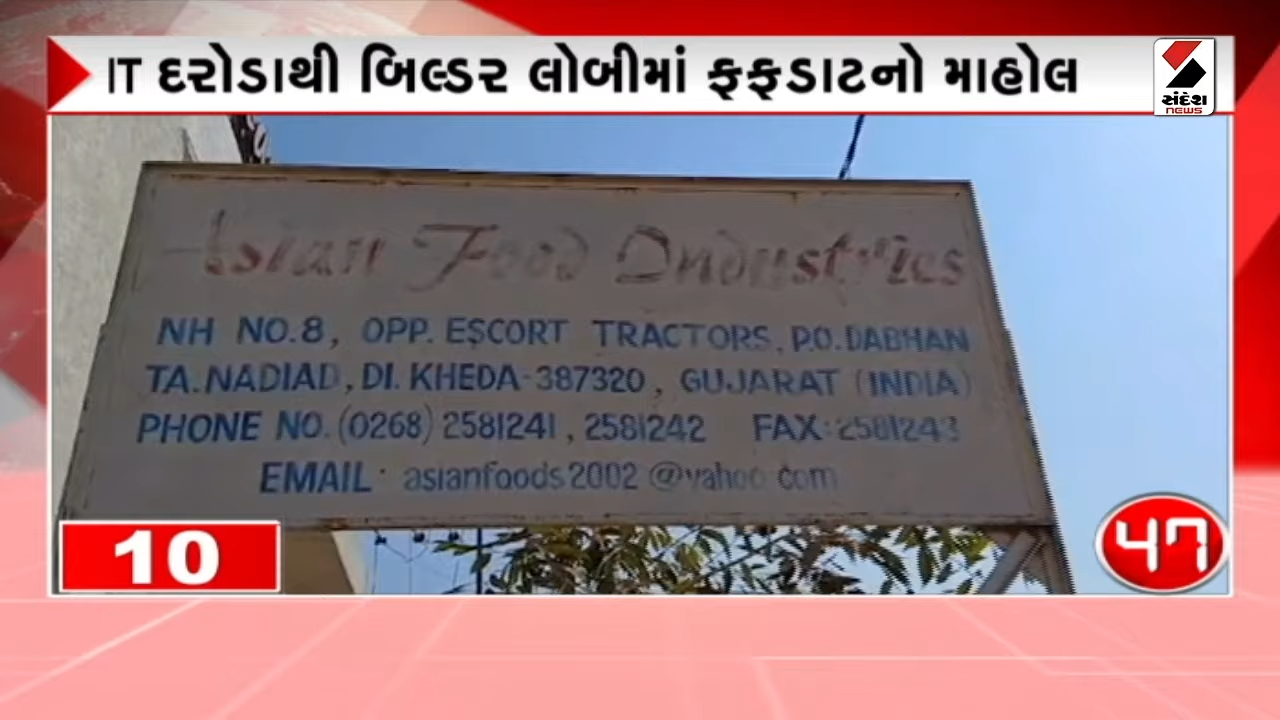 IT દરોડાથી બિલ્ડર લોબીમાં ફફડાટનો માહોલ
સંદેશ
NEWS
Asian Food Industries
NH NO.8, OPP. ESCORT TRACTORS, P.O. DABHAN
TA. NADIAD, DI. KHEDA-387320, GUJARAT (INDIA)
PHONE NO. (0268) 2581241, 2581242 FAX: 2581243
EMAIL: asianfoods2002@yahoo.com
10
૫૭